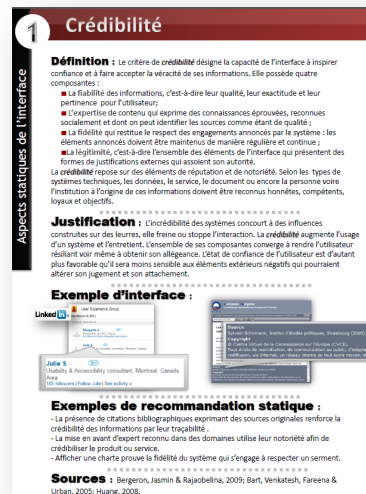 1 Crédibilité
Aspects statiques de l'interface
Définition : Le critère de crédibilité désigne la capacité de l'interface à inspirer
confiance et à faire accepter la véracité de ses informations. Elle possède quatre
composantes :
■ La fiabilité des informations, c'est-à-dire leur qualité, leur exactitude et leur
pertinence pour l'utilisateur;
■ L'expertise de contenu qui exprime des connaissances éprouvées, reconnues
socialement et dont on peut identifier les sources comme étant de qualité ;
■ La fidélité qui restitue le respect des engagements annoncés par le système : les
éléments annoncés doivent être maintenus de manière régulière et continue ;
■La légitimité, c'est-à-dire l'ensemble des éléments de l'interface qui présentent des
formes de justifications externes qui assoient son autorité.
La crédibilité repose sur des éléments de réputation et de notoriété. Selon les types de
systèmes techniques, les données, le service, le document ou encore la personne voire
l'institution à l'origine de ces informations doivent être reconnus honnêtes, compétents,
loyaux et objectifs.
Justification : L'incrédibilité des systèmes concourt à des influences
construites sur des leurres, elle freine ou stoppe l'interaction. La crédibilité augmente l'usage
d'un système et l'entretient. L'ensemble de ses composantes converge à rendre l'utilisateur
résiliant voir même à obtenir son allégeance. L'état de confiance de l'utilisateur est d'autant
plus favorable qu'il sera moins sensible aux éléments extérieurs négatifs qui pourraient
altérer son jugement et son attachement.
Exemple d'interface :
Linked in
User Experience Group
Julie S
Usability & Accessibility consultant, Montreal, Canada
Area
Source
Copyright
Exemples de recommandation statique :
- La présence de citations bibliographiques exprimant des sources originales renforce la
crédibilité des informations par leur traçabilité .
- La mise en avant d'expert reconnu dans des domaines utilise leur notoriété afin de
crédibiliser le produit ou service.
- Afficher une charte prouve la fidélité du système qui s'engage à respecter un serment.
Sources : Bergeron, Jasmin & Rajaobelina, 2009; Bart, Venkatesh, Fareena &
Urban, 2005; Huang, 2008.